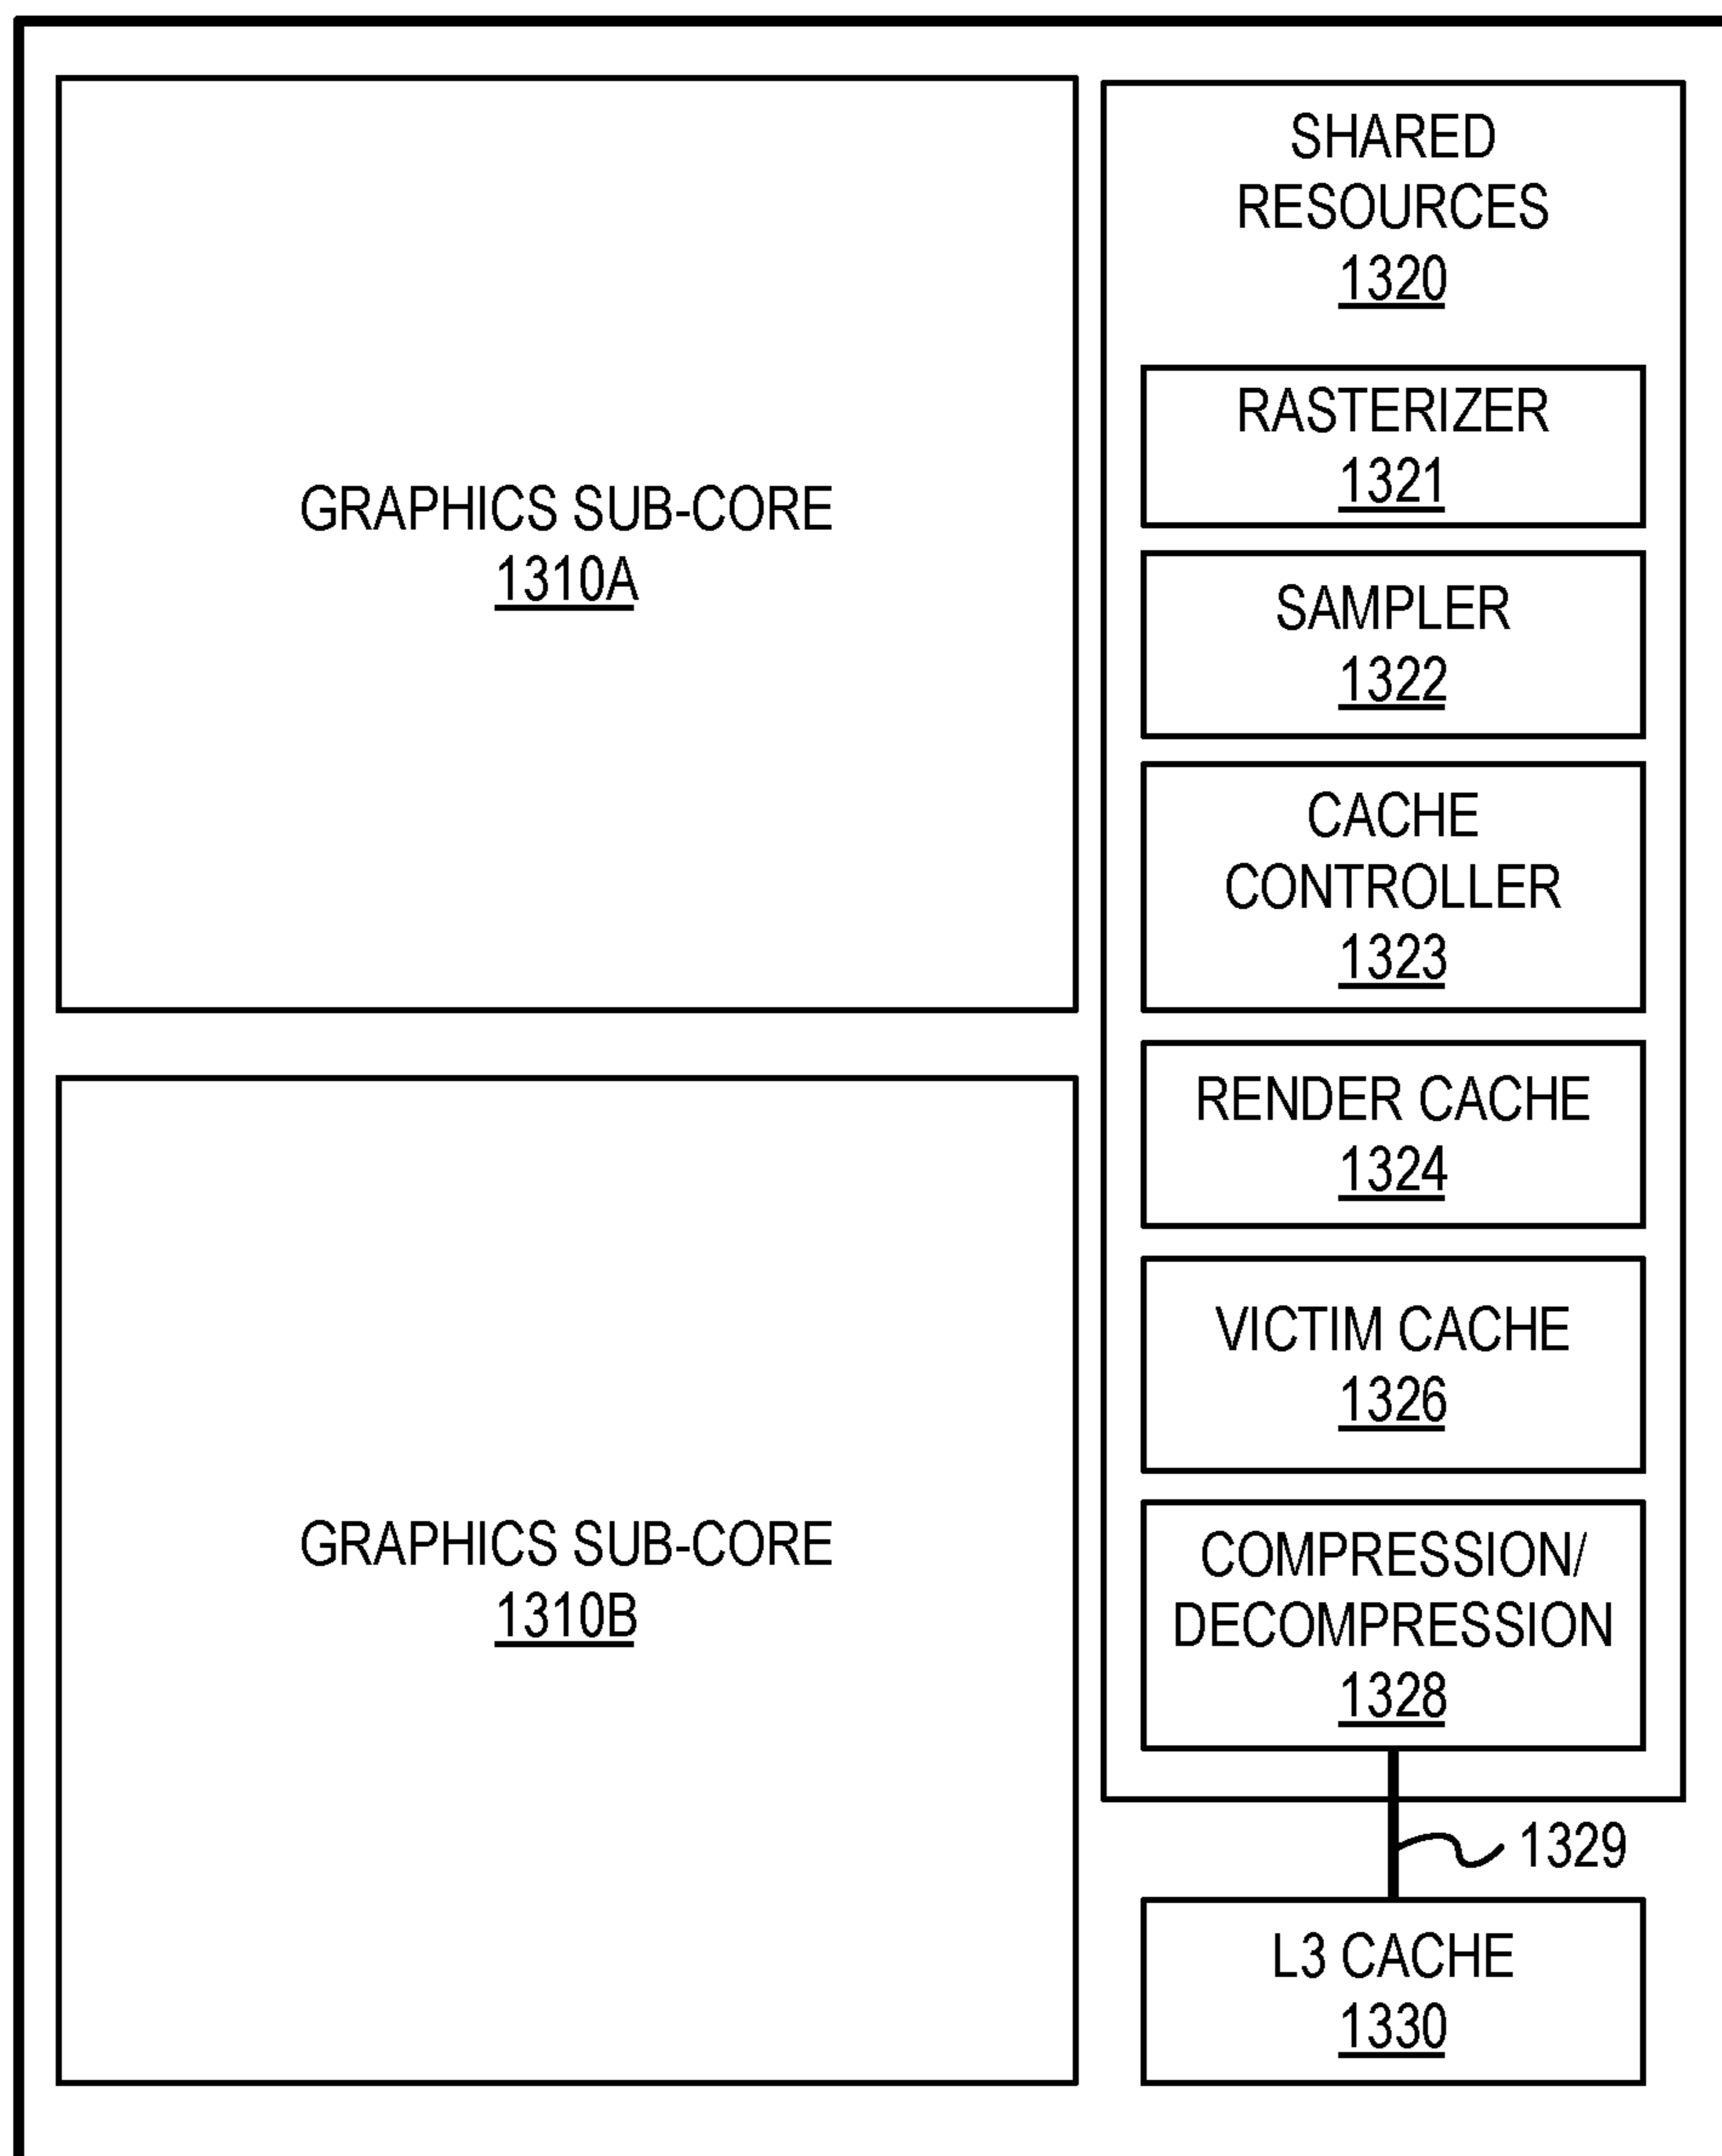 GRAPHICS SUB-CORE
1310A
GRAPHICS SUB-CORE
1310B
SHARED
RESOURCES
1320
RASTERIZER
1321
SAMPLER
1322
CACHE
CONTROLLER
1323
RENDER CACHE
1324
VICTIM CACHE
1326
COMPRESSION/
DECOMPRESSION
1328
1329
L3 CACHE
1330